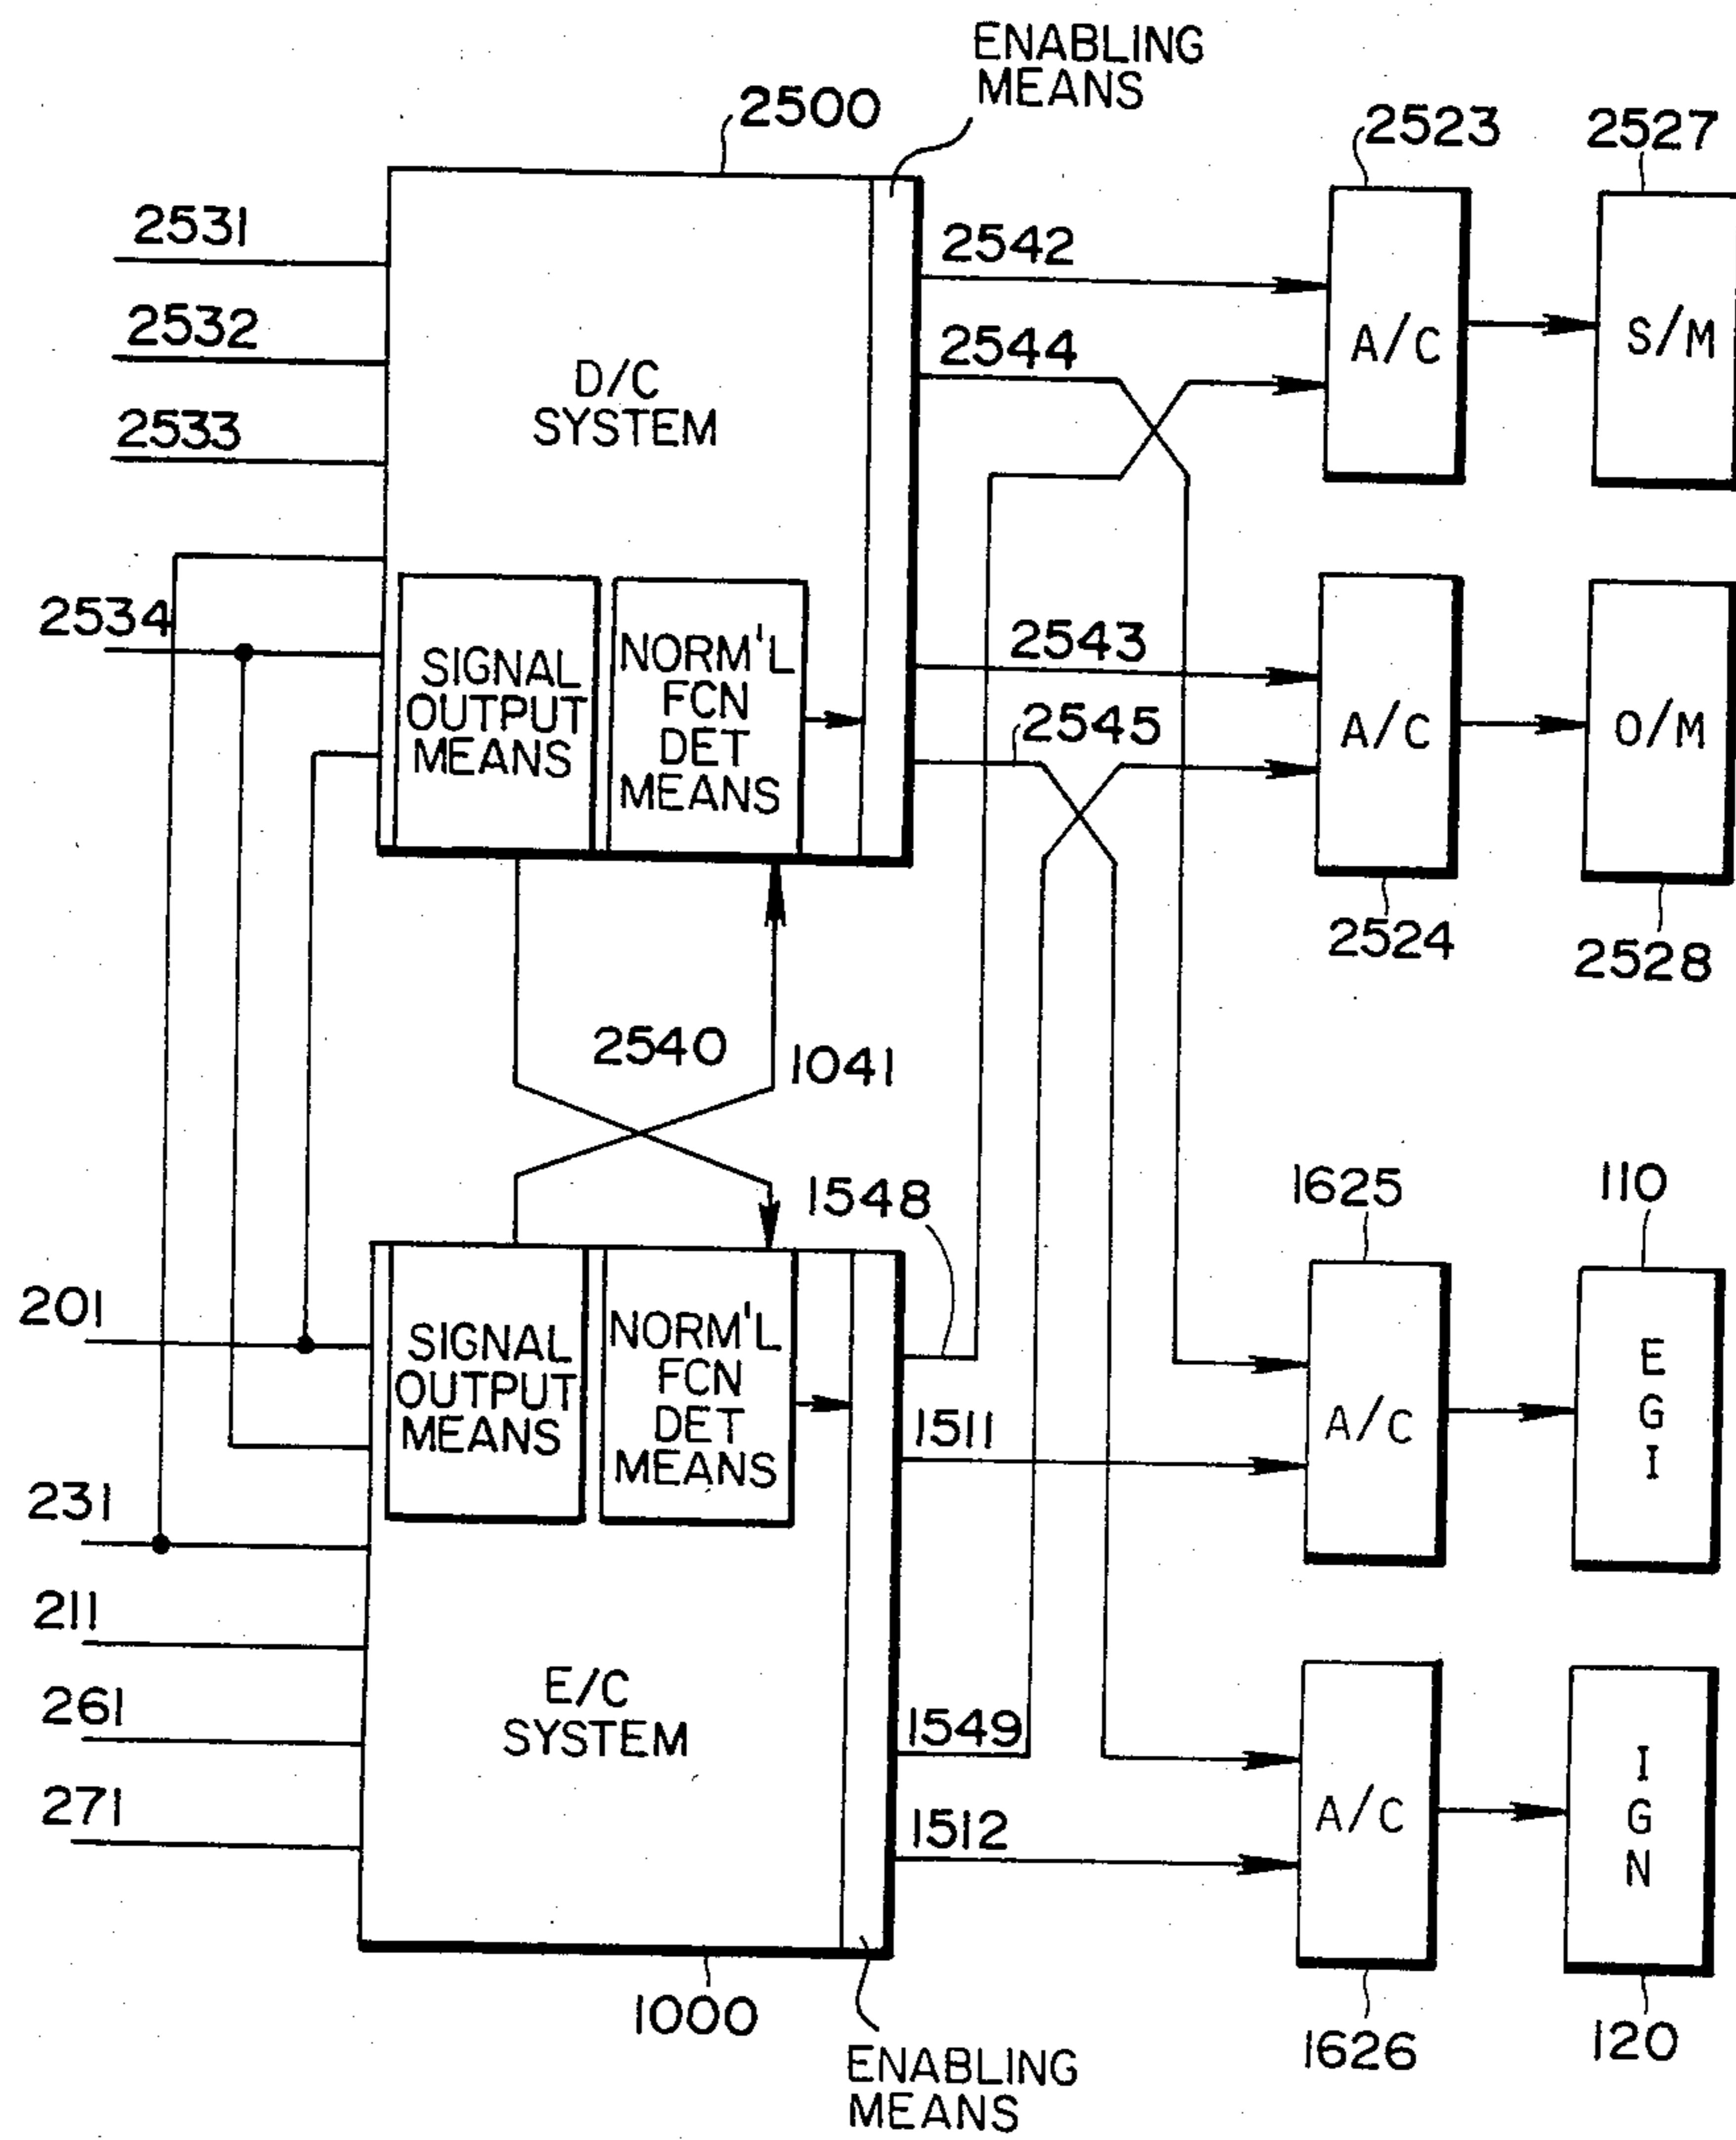 ENABLING
MEANS
2500
2523
2527
2531
2532
2533
2534
D/C
SYSTEM
SIGNAL
OUTPUT
MEANS
NORM'L
FCN
DET
MEANS
2542
2544
2543
2545
A/C
S/M
A/C
O/M
2524
2528
2540
1041
1548
1625
110
201
231
211
261
271
SIGNAL
OUTPUT
MEANS
NORM'L
FCN
DET
MEANS
E/C
SYSTEM
1511
1549
1512
A/C
E
G
I
A/C
I
G
N
1000
ENABLING
MEANS
1626
120